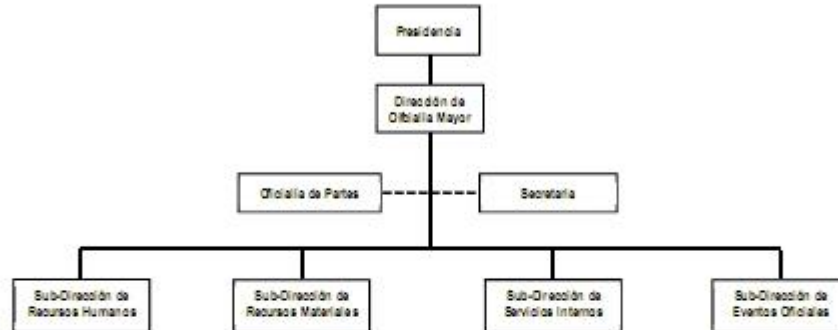 Presidencia
Dirección de
Oficialía Mayor
Oficialía de Partes
Secretaria
Sub-Dirección de
Recursos Humanos
Sub-Dirección de
Recursos Materiales
Sub-Dirección de
Servicios Internos
Sub-Dirección de
Eventos Oficiales